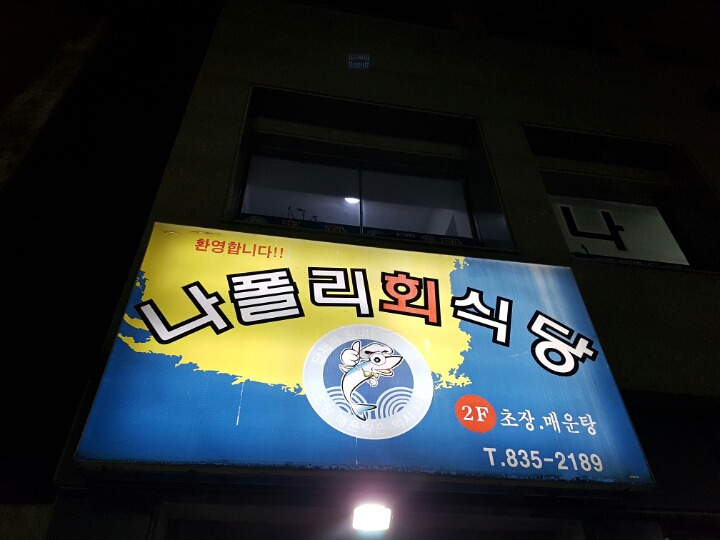 나
환영합니다!!
나폴리회식당
2F 초장.매운탕
T.835-2189